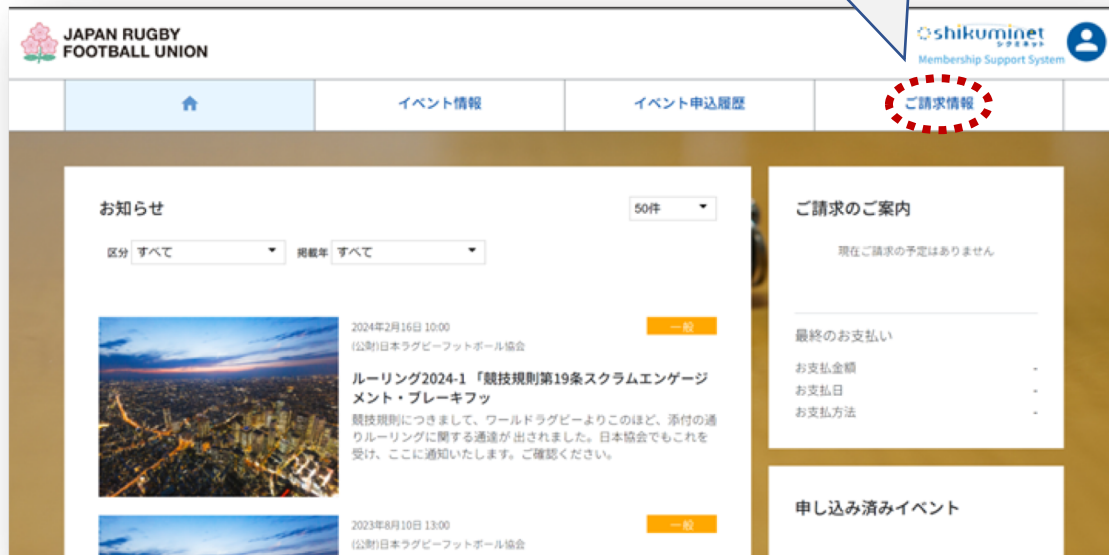 JAPAN RUGBY
FOOTBALL UNION
shikuminet
シクミネット
Membership Support System
イベント情報
イベント申込履歴
ご請求情報
お知らせ
50件
区分 すべて
掲載年 すべて
2024年2月16日 10:00
一般
(公財)日本ラグビーフットボール協会
ルーリング2024-1 「競技規則第19条スクラムエンゲージ
メント・ブレーキフッ
競技規則につきまして、ワールドラグビーよりこのほど、添付の通
りルーリングに関する通達が出されました。日本協会でもこれを
受け、ここに通知いたします。ご確認ください。
2023年8月10日 13:00
一般
(公財)日本ラグビーフットボール協会
ご請求のご案内
現在ご請求の予定はありません
最終のお支払い
お支払金額 -
お支払日 -
お支払方法 -
申し込み済みイベント